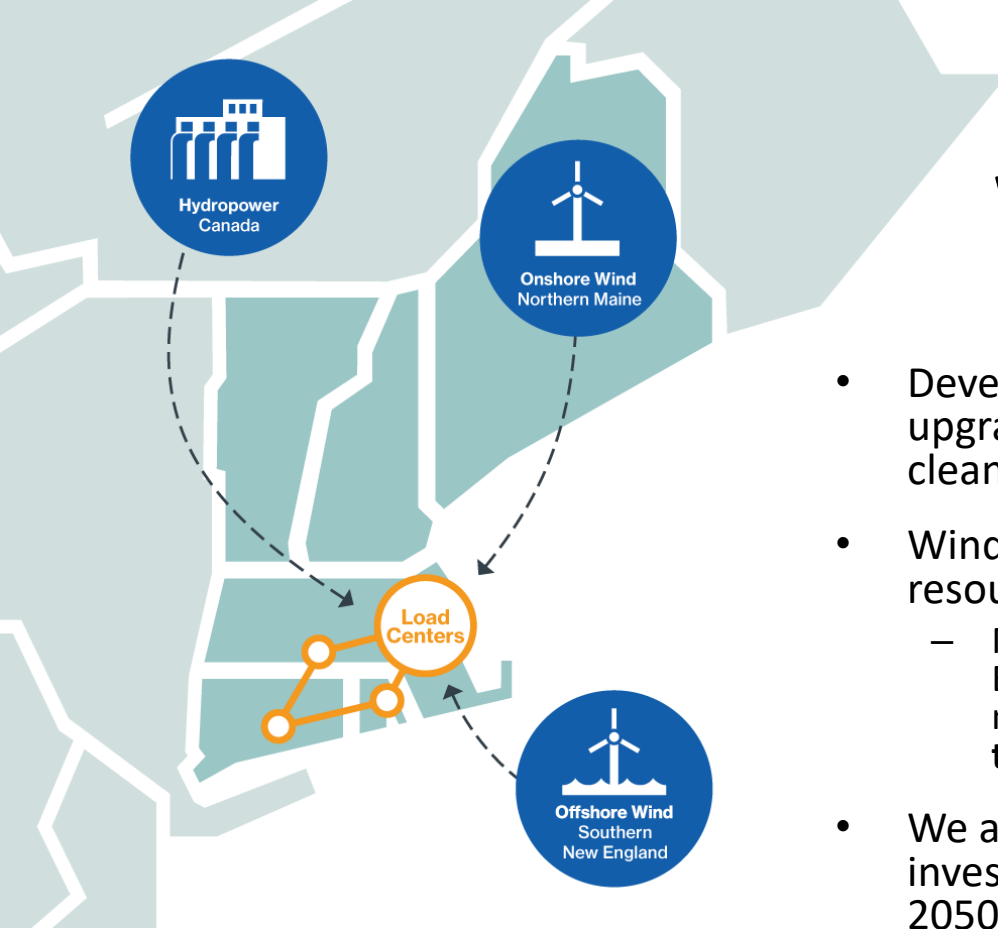 Hydropower
Canada
Onshore Wind
Northern Maine
Load
Centers
Offshore Wind
Southern
New England
• Deve
upgra
clean
• Wind
resou
–
• We a
inves
2050